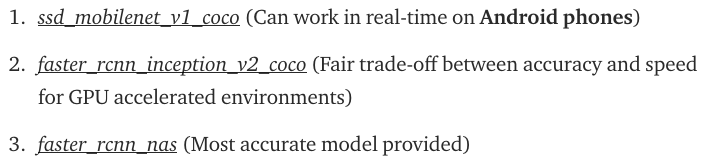 1. ssd_mobilenet_v1_coco (Can work in real-time on Android phones)
2. faster_rcnn_inception_v2_coco (Fair trade-off between accuracy and speed
for GPU accelerated environments)
3. faster_rcnn_nas (Most accurate model provided)